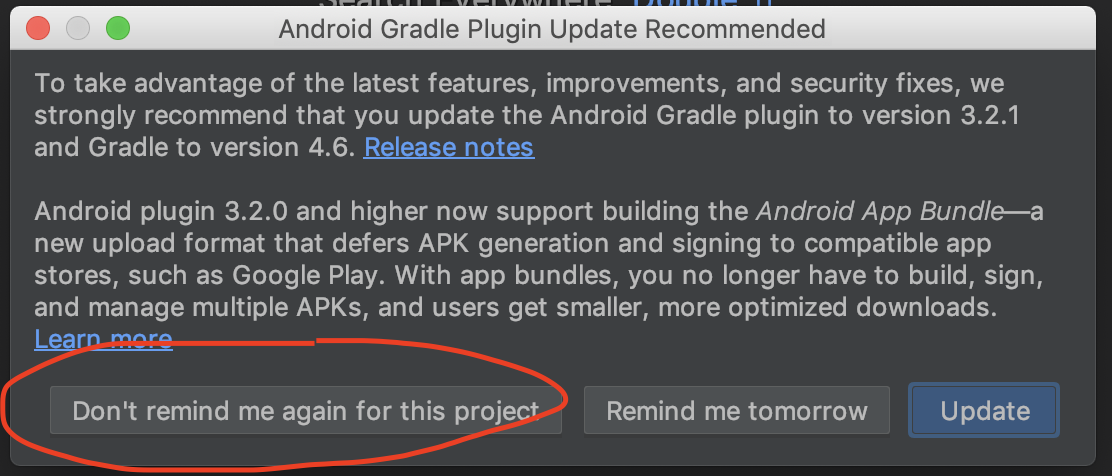 Search Everywhere Double
Android Gradle Plugin Update Recommended
To take advantage of the latest features, improvements, and security fixes, we
strongly recommend that you update the Android Gradle plugin to version 3.2.1
and Gradle to version 4.6. Release notes
Android plugin 3.2.0 and higher now support building the Android App Bundle—a
new upload format that defers APK generation and signing to compatible app
stores, such as Google Play. With app bundles, you no longer have to build, sign,
and manage multiple APKs, and users get smaller, more optimized downloads.
Learn more
Don't remind me again for this project
Remind me tomorrow
Update